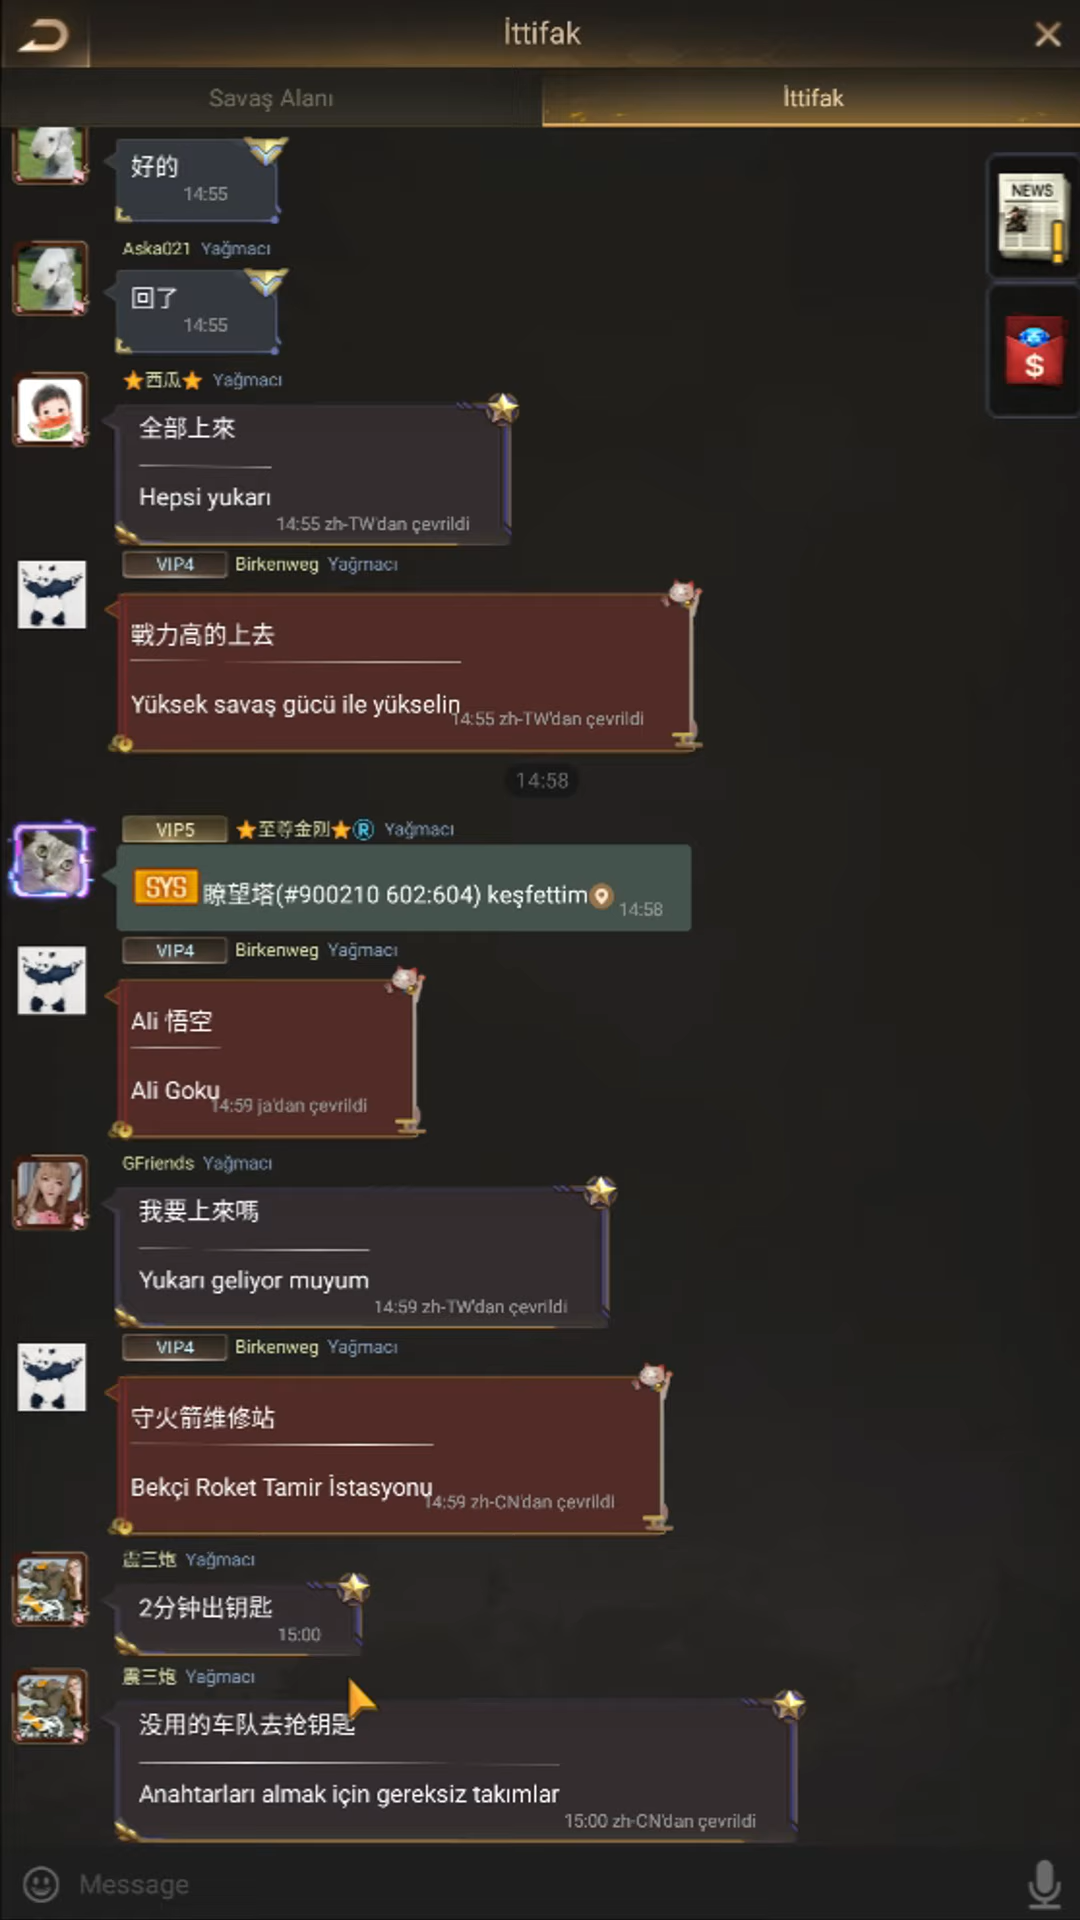 İttifak
Savaş Alanı
İttifak
好的
14:55
NEWS
Aska021 Yağmacı
回了
14:55
$
⭐西瓜⭐ Yağmacı
全部上來
Hepsi yukarı
14:55 zh-TW'dan çevrildi
VIP4 Birkenweg Yağmacı
戰力高的上去
Yüksek savaş gücü ile yükselin
14:55 zh-TW'dan çevrildi
14:58
VIP5 ⭐至尊金刚⭐® Yağmacı
SYS 瞭望塔(#900210 602:604) keşfettim
14:58
VIP4 Birkenweg Yağmacı
Ali 悟空
Ali Goku
14:59 ja'dan çevrildi
GFriends Yağmacı
我要上來嗎
Yukarı geliyor muyum
14:59 zh-TW'dan çevrildi
VIP4 Birkenweg Yağmacı
守火箭维修站
Bekçi Roket Tamir İstasyonu
14:59 zh-CN'dan çevrildi
震三炮 Yağmacı
2分钟出钥匙
15:00
震三炮 Yağmacı
没用的车队去抢钥匙
Anahtarları almak için gereksiz takımlar
15:00 zh-CN'dan çevrildi
Message